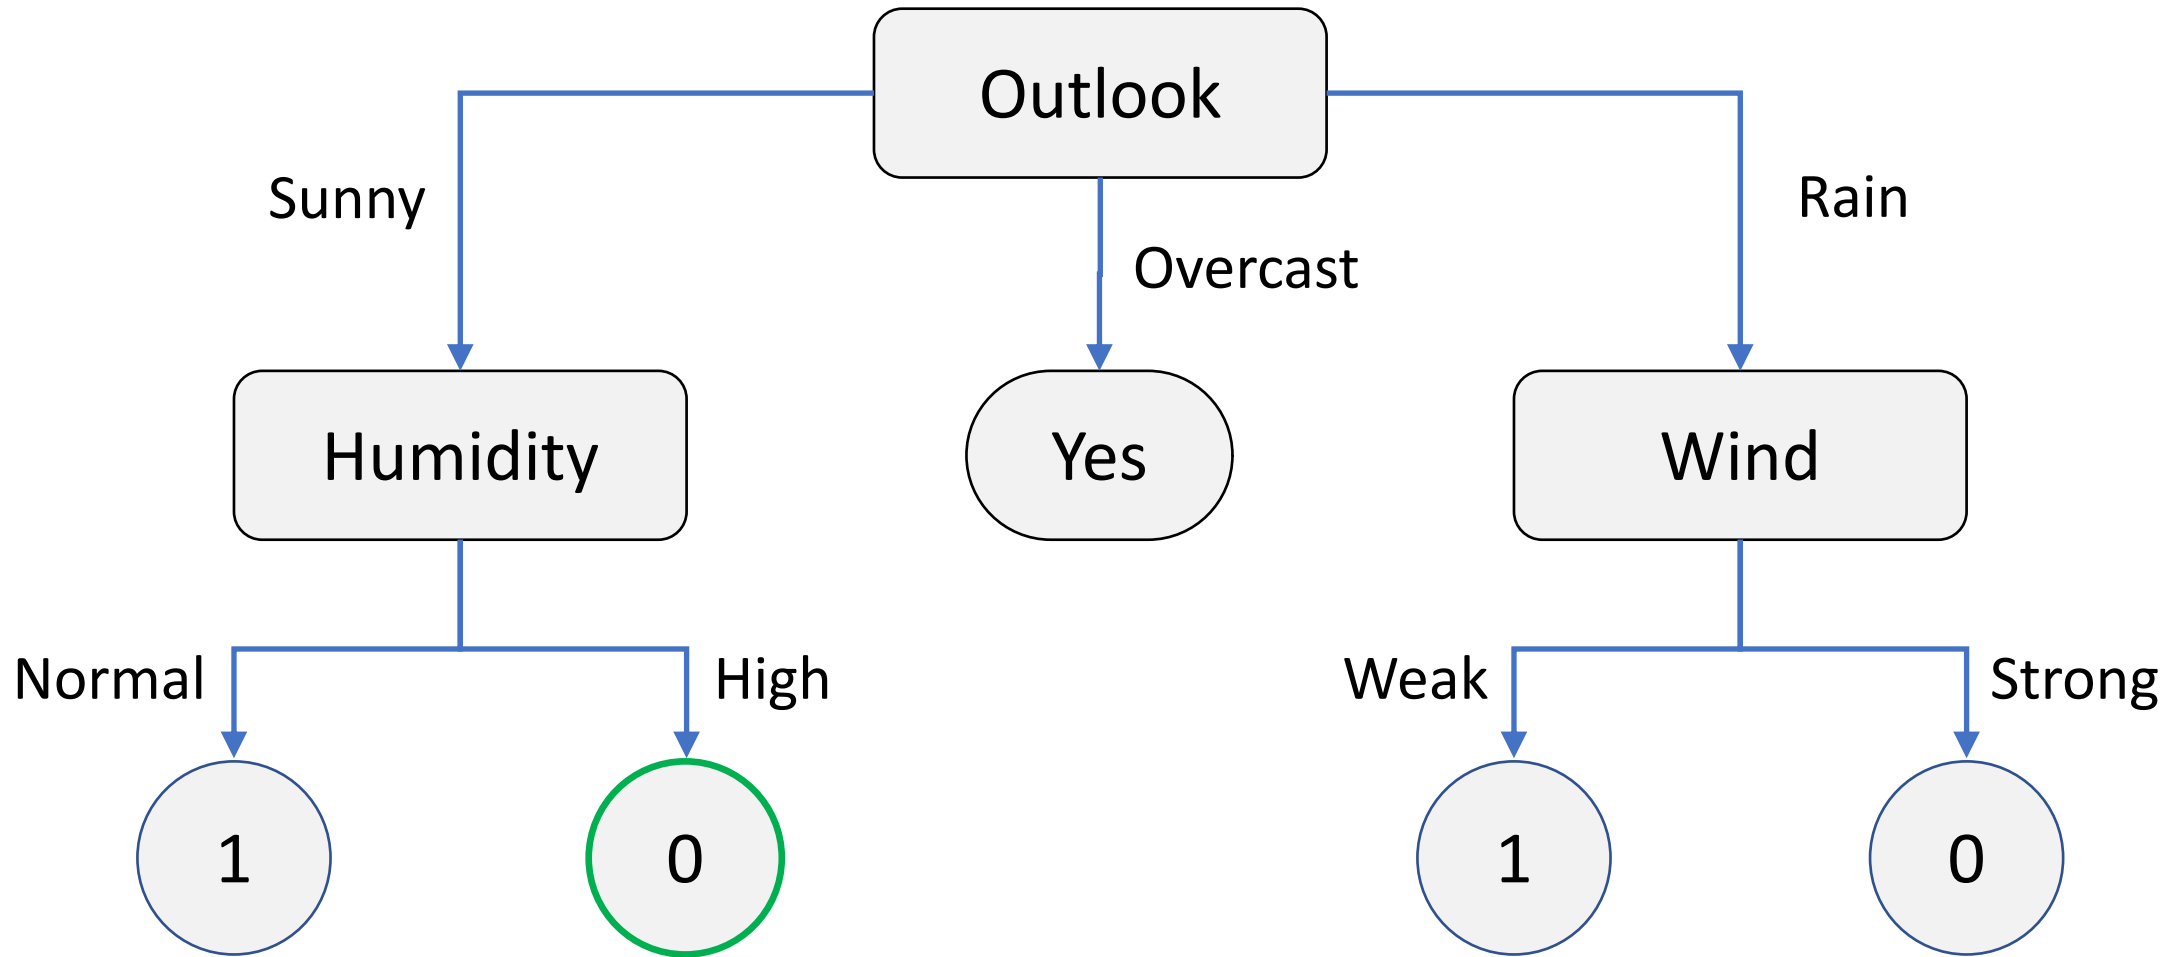 Outlook
Sunny
Rain
Overcast
Humidity
Yes
Wind
Normal
High
Weak
Strong
1
0
1
0